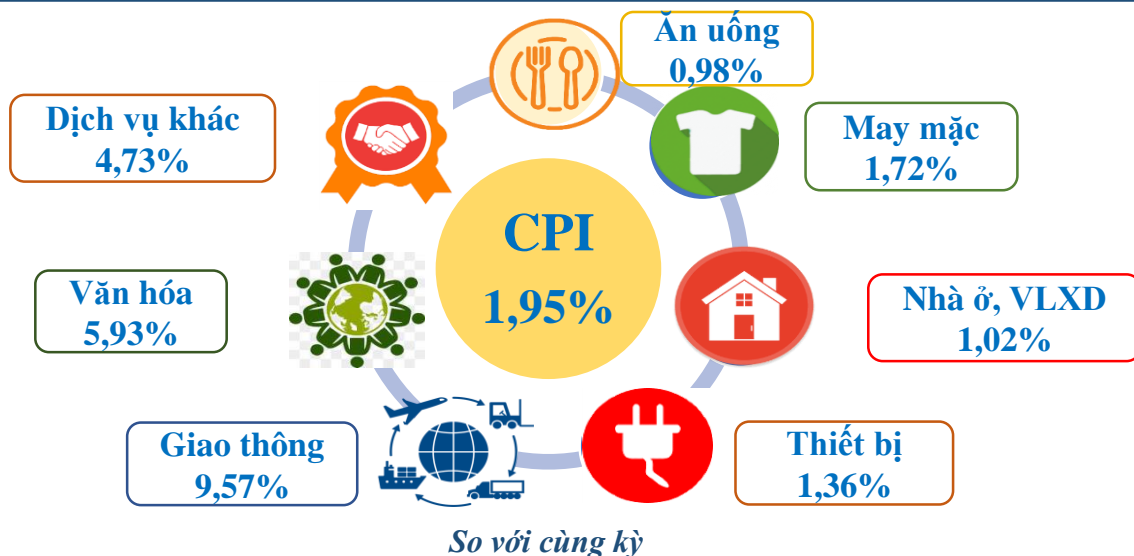 Ăn uống
0,98%
Dịch vụ khác
4,73%
May mặc
1,72%
CPI
1,95%
Văn hóa
5,93%
Nhà ở, VLXD
1,02%
Giao thông
9,57%
Thiết bị
1,36%
So với cùng kỳ